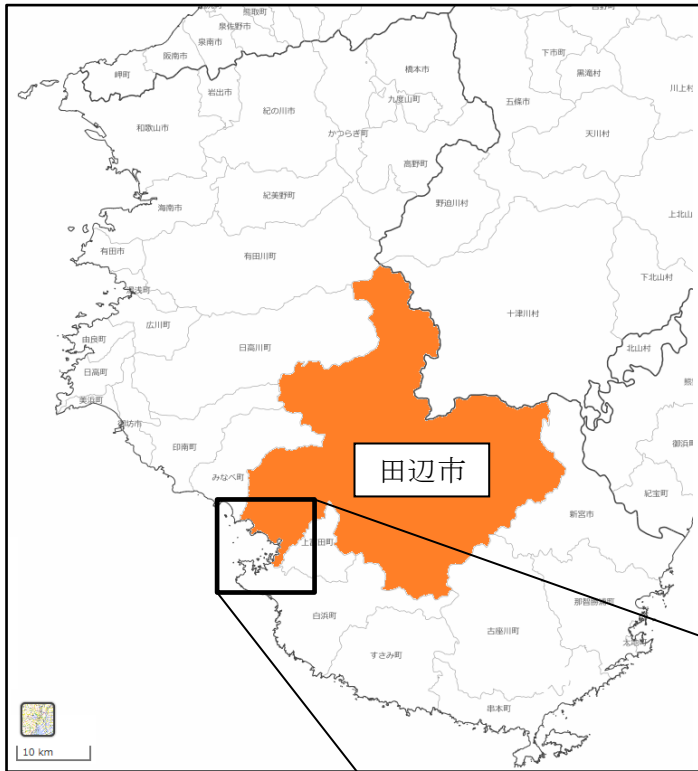 熊取町
泉佐野市
泉南市
阪南市
岬町
岩出市
橋本市
下市町
黒滝村
川上村
紀の川市
九度山町
五條市
和歌山市
かつらぎ町
天川村
高野町
紀美野町
野迫川村
海南市
上北山
有田市
有田川町
下北山村
湯浅町
十津川村
広川町
由良町
日高川町
北山村
日高町
美浜町
御坊市
印南町
御浜町
田辺市
みなべ町
紀宝町
新宮市
上富田町
那智勝浦町
白浜町
古座川町
すさみ町
太地町
串本町
10 km